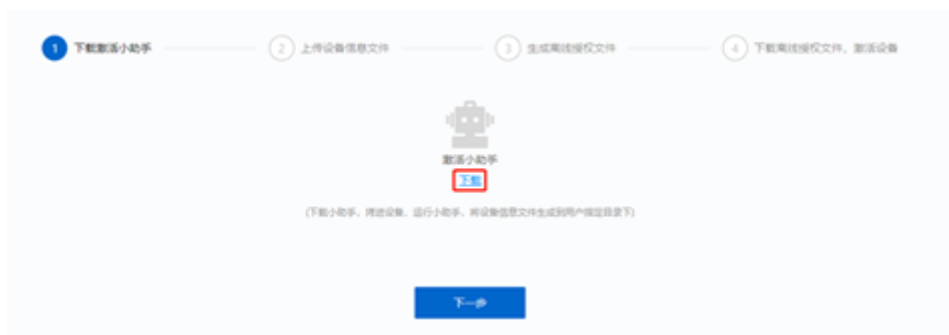 1 下载激活小助手 2 上传设备信息文件 3 生成离线授权文件 4 下载离线授权文件，激活设备
激活小助手
下载
(下载小助手，拷进设备，运行小助手，将设备信息文件生成到用户指定目录下)
下一步